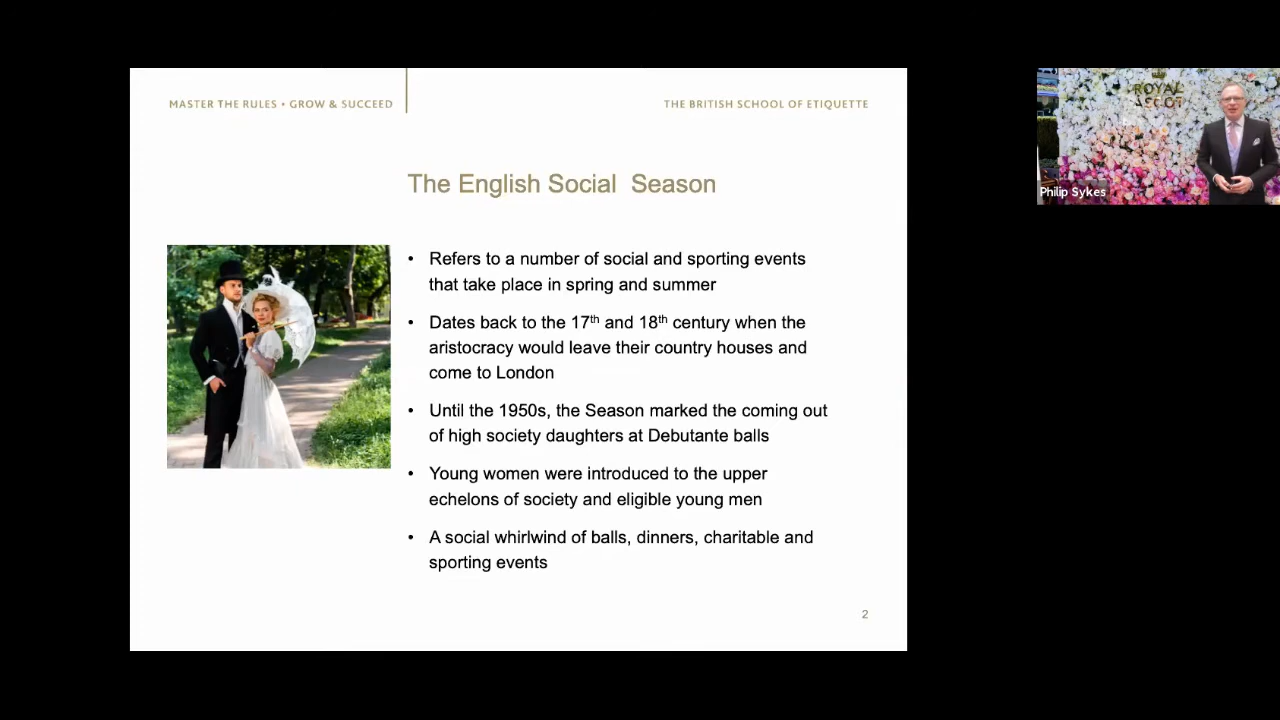 MASTER THE RULES • GROW & SUCCEED
THE BRITISH SCHOOL OF ETIQUETTE
The English Social  Season
• Refers to a number of social and sporting events
that take place in spring and summer
• Dates back to the 17th and 18th century when the
aristocracy would leave their country houses and
come to London
• Until the 1950s, the Season marked the coming out
of high society daughters at Debutante balls
• Young women were introduced to the upper
echelons of society and eligible young men
• A social whirlwind of balls, dinners, charitable and
sporting events
2
ROYAL
ASCOT
Philip Sykes